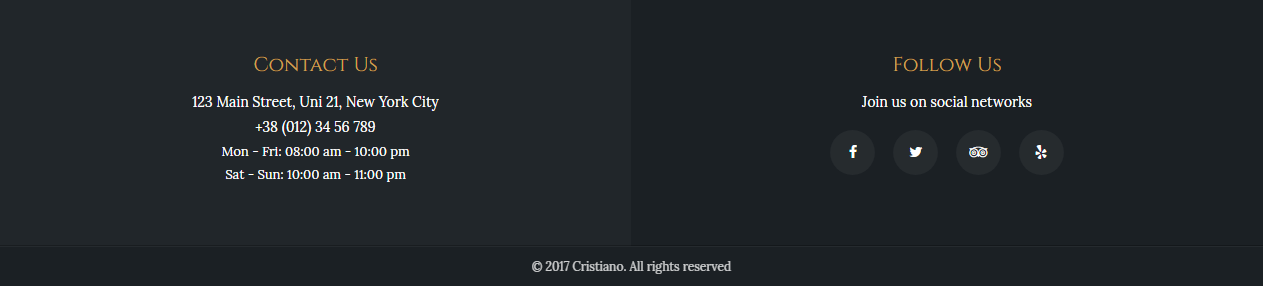 Contact Us
123 Main Street, Uni 21, New York City
+38 (012) 34 56 789
Mon - Fri: 08:00 am - 10:00 pm
Sat - Sun: 10:00 am - 11:00 pm
Follow Us
Join us on social networks
© 2017 Cristiano. All rights reserved